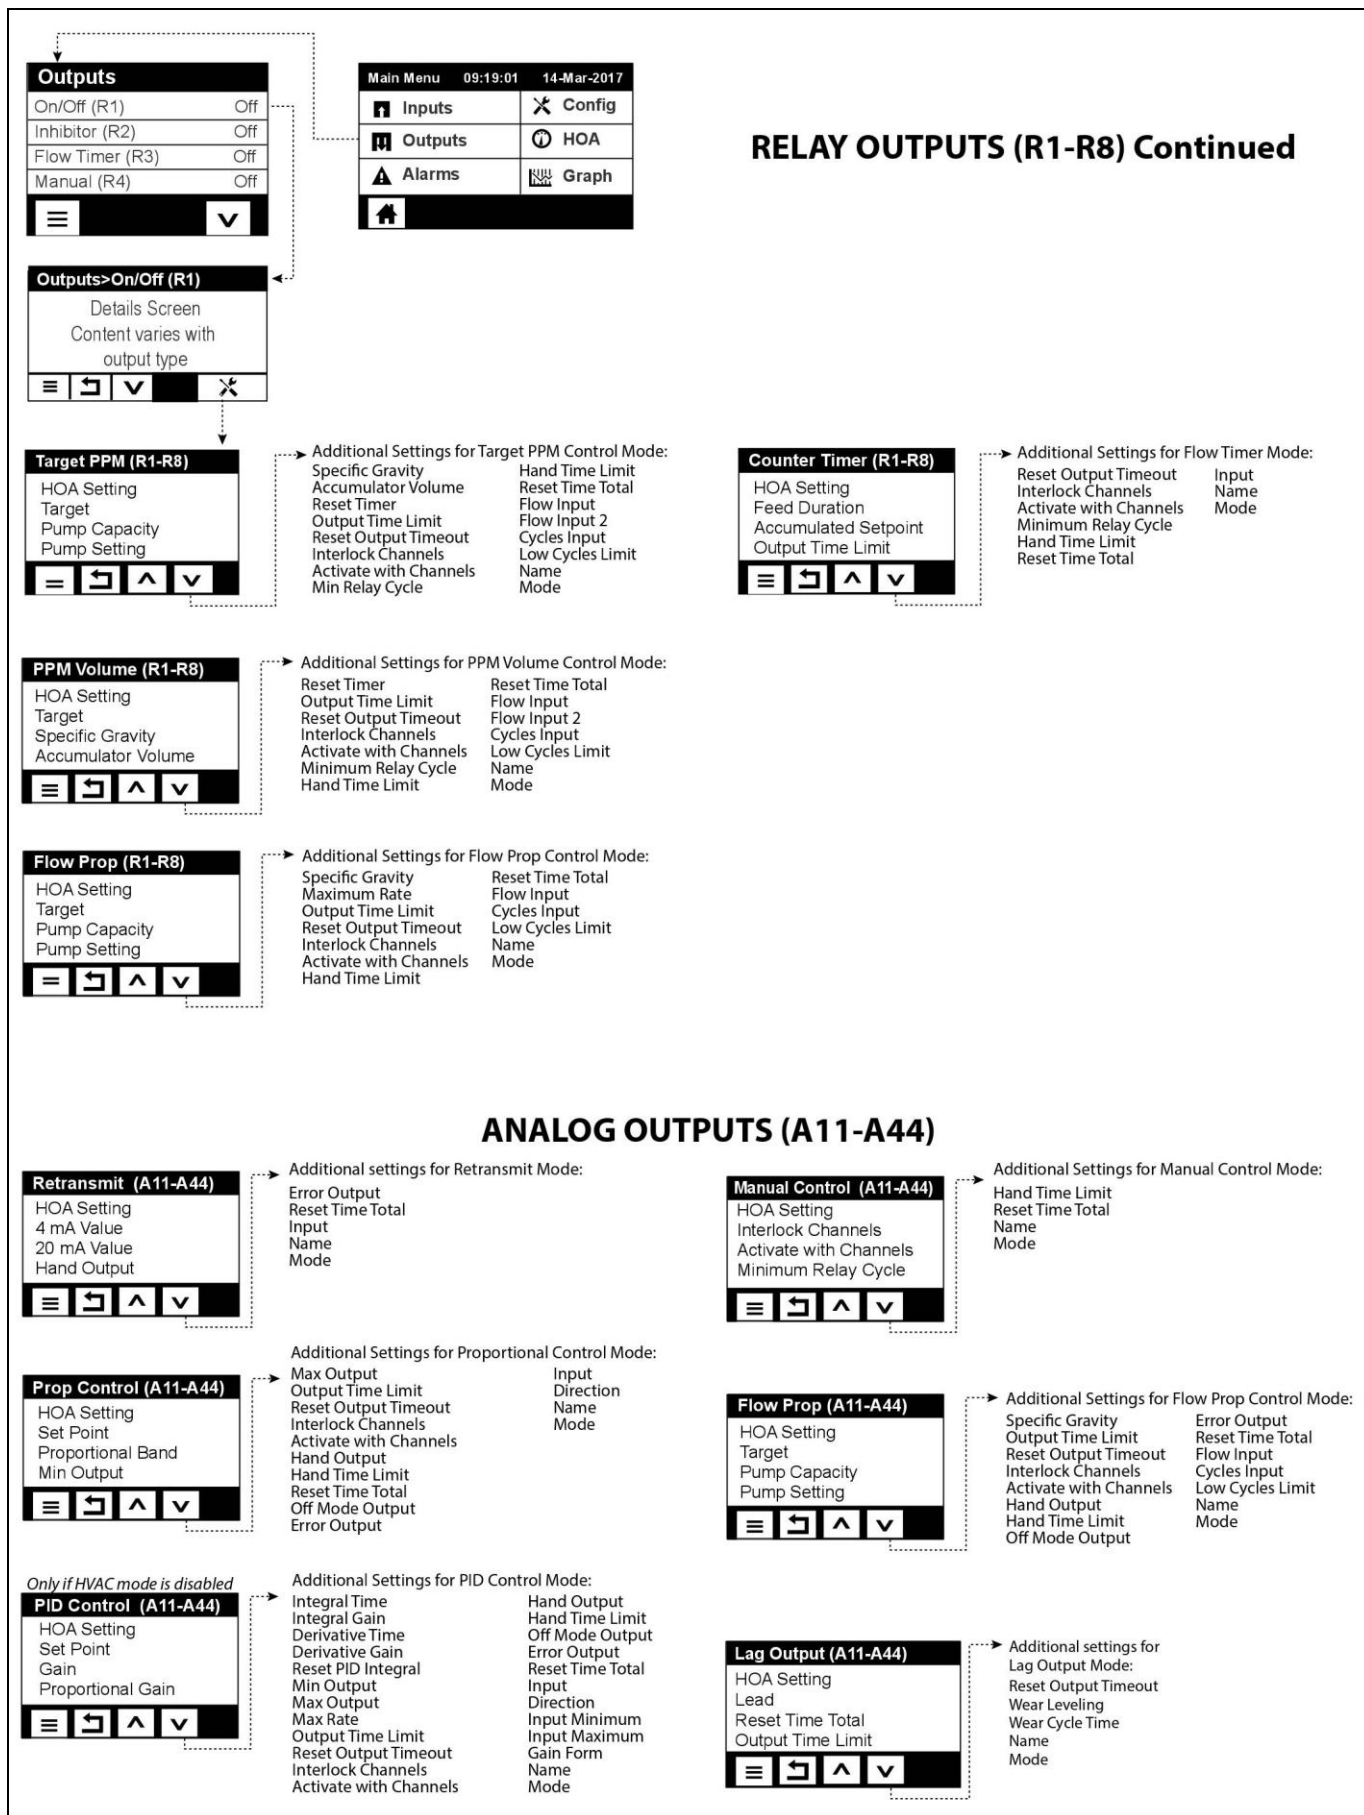 Outputs
On/Off (R1) Off
Inhibitor (R2) Off
Flow Timer (R3) Off
Manual (R4) Off
Main Menu 09:19:01 14-Mar-2017
Inputs Config
Outputs HOA
Alarms Graph
RELAY OUTPUTS (R1-R8) Continued
Outputs>On/Off (R1)
Details Screen
Content varies with
output type
Target PPM (R1-R8)
HOA Setting
Target
Pump Capacity
Pump Setting
Additional Settings for Target PPM Control Mode:
Specific Gravity Hand Time Limit
Accumulator Volume Reset Time Total
Reset Timer Flow Input
Output Time Limit Flow Input 2
Reset Output Timeout Cycles Input
Interlock Channels Low Cycles Limit
Activate with Channels Name
Min Relay Cycle Mode
Counter Timer (R1-R8)
HOA Setting
Feed Duration
Accumulated Setpoint
Output Time Limit
Additional Settings for Flow Timer Mode:
Reset Output Timeout Input
Interlock Channels Name
Activate with Channels Mode
Minimum Relay Cycle
Hand Time Limit
Reset Time Total
PPM Volume (R1-R8)
HOA Setting
Target
Specific Gravity
Accumulator Volume
Additional Settings for PPM Volume Control Mode:
Reset Timer Reset Time Total
Output Time Limit Flow Input
Reset Output Timeout Flow Input 2
Interlock Channels Cycles Input
Activate with Channels Low Cycles Limit
Minimum Relay Cycle Name
Hand Time Limit Mode
Flow Prop (R1-R8)
HOA Setting
Target
Pump Capacity
Pump Setting
Additional Settings for Flow Prop Control Mode:
Specific Gravity Reset Time Total
Maximum Rate Flow Input
Output Time Limit Cycles Input
Reset Output Timeout Low Cycles Limit
Interlock Channels Name
Activate with Channels Mode
Hand Time Limit
ANALOG OUTPUTS (A11-A44)
Retransmit (A11-A44)
HOA Setting
4 mA Value
20 mA Value
Hand Output
Additional settings for Retransmit Mode:
Error Output
Reset Time Total
Input
Name
Mode
Manual Control (A11-A44)
HOA Setting
Interlock Channels
Activate with Channels
Minimum Relay Cycle
Additional Settings for Manual Control Mode:
Hand Time Limit
Reset Time Total
Name
Mode
Prop Control (A11-A44)
HOA Setting
Set Point
Proportional Band
Min Output
Additional Settings for Proportional Control Mode:
Max Output Input
Output Time Limit Direction
Reset Output Timeout Name
Interlock Channels Mode
Activate with Channels
Hand Output
Hand Time Limit
Reset Time Total
Off Mode Output
Error Output
Flow Prop (A11-A44)
HOA Setting
Target
Pump Capacity
Pump Setting
Additional Settings for Flow Prop Control Mode:
Specific Gravity Error Output
Output Time Limit Reset Time Total
Reset Output Timeout Flow Input
Interlock Channels Cycles Input
Activate with Channels Low Cycles Limit
Hand Output Name
Hand Time Limit Mode
Off Mode Output
Only if HVAC mode is disabled
PID Control (A11-A44)
HOA Setting
Set Point
Gain
Proportional Gain
Additional Settings for PID Control Mode:
Integral Time Hand Output
Integral Gain Hand Time Limit
Derivative Time Off Mode Output
Derivative Gain Error Output
Reset PID Integral Reset Time Total
Min Output Input
Max Output Direction
Max Rate Input Minimum
Output Time Limit Input Maximum
Reset Output Timeout Gain Form
Interlock Channels Name
Activate with Channels Mode
Lag Output (A11-A44)
HOA Setting
Lead
Reset Time Total
Output Time Limit
Additional settings for
Lag Output Mode:
Reset Output Timeout
Wear Leveling
Wear Cycle Time
Name
Mode